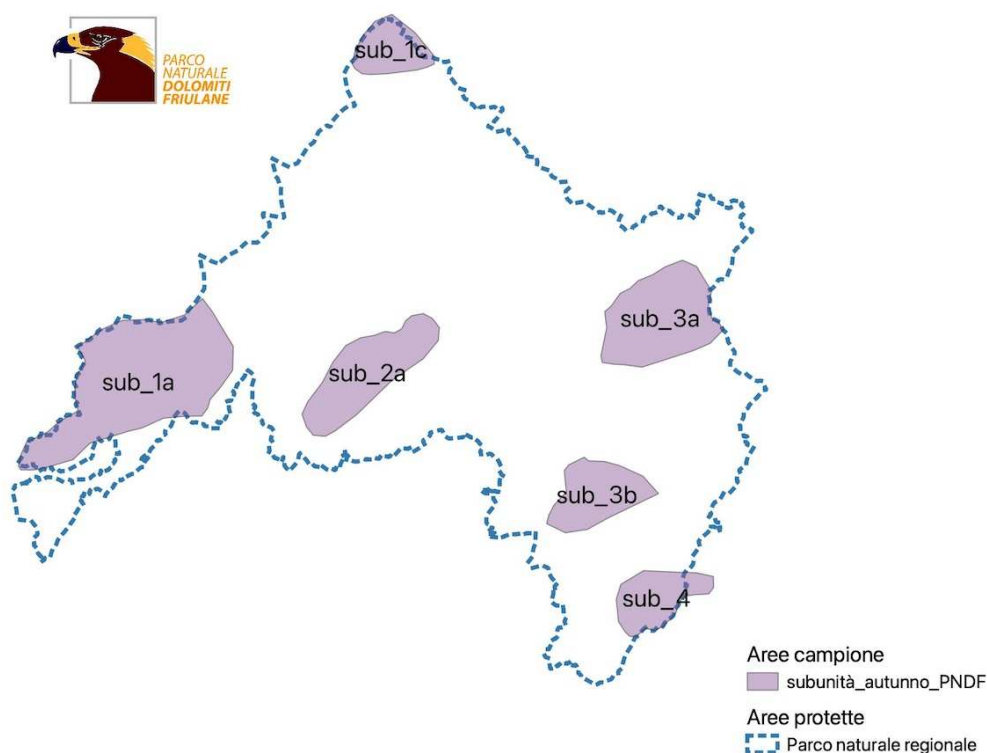 PARCO
NATURALE
DOLOMITI
FRIULANE
sub_1c
sub_3a
sub_2a
sub_1a
sub_3b
sub_4
Aree campione
subunità_autunno_PNDF
Aree protette
Parco naturale regionale